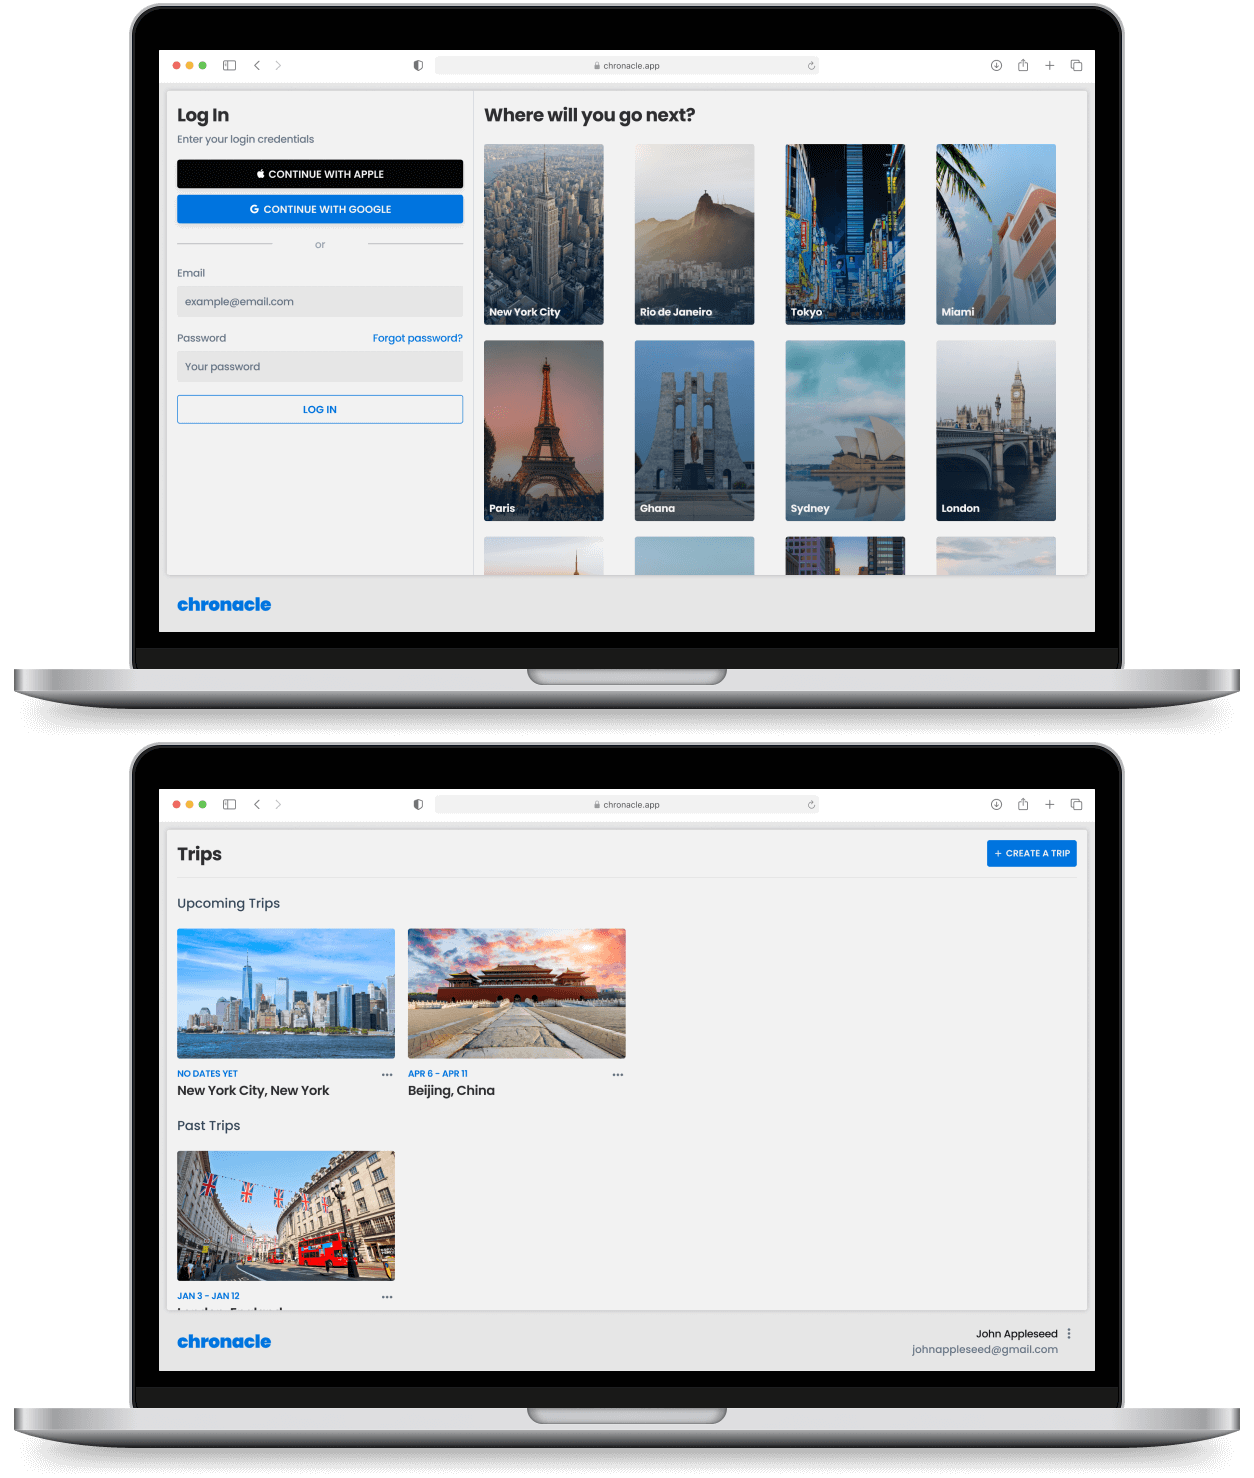 chronacle.app
Log In
Enter your login credentials
CONTINUE WITH APPLE
G CONTINUE WITH GOOGLE
or
Email
example@email.com
Password
Forgot password?
Your password
LOG IN
Where will you go next?
New York City
Rio de Janeiro
Tokyo
Miami
Paris
Ghana
Sydney
London
chronacle
chronacle.app
Trips
+ CREATE A TRIP
Upcoming Trips
NO DATES YET
New York City, New York
APR 6 - APR 11
Beijing, China
Past Trips
JAN 3 - JAN 12
London, England
chronacle
John Appleseed
johnappleseed@gmail.com